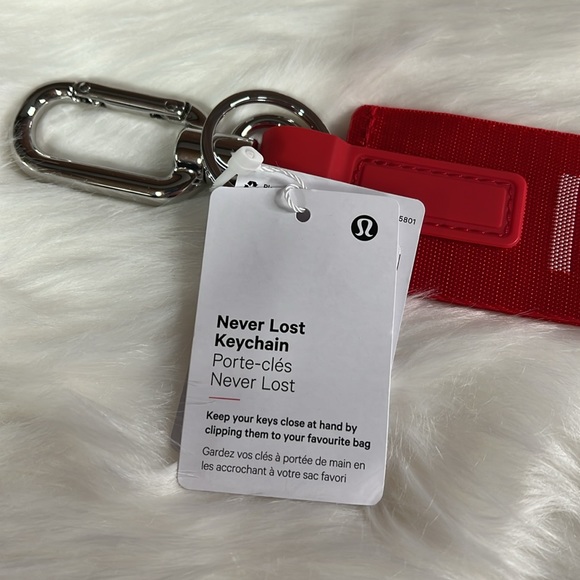 5801
Never Lost
Keychain
Porte-clés
Never Lost
Keep your keys close at hand by
clipping them to your favourite bag
Gardez vos clés à portée de main en
les accrochant à votre sac favori